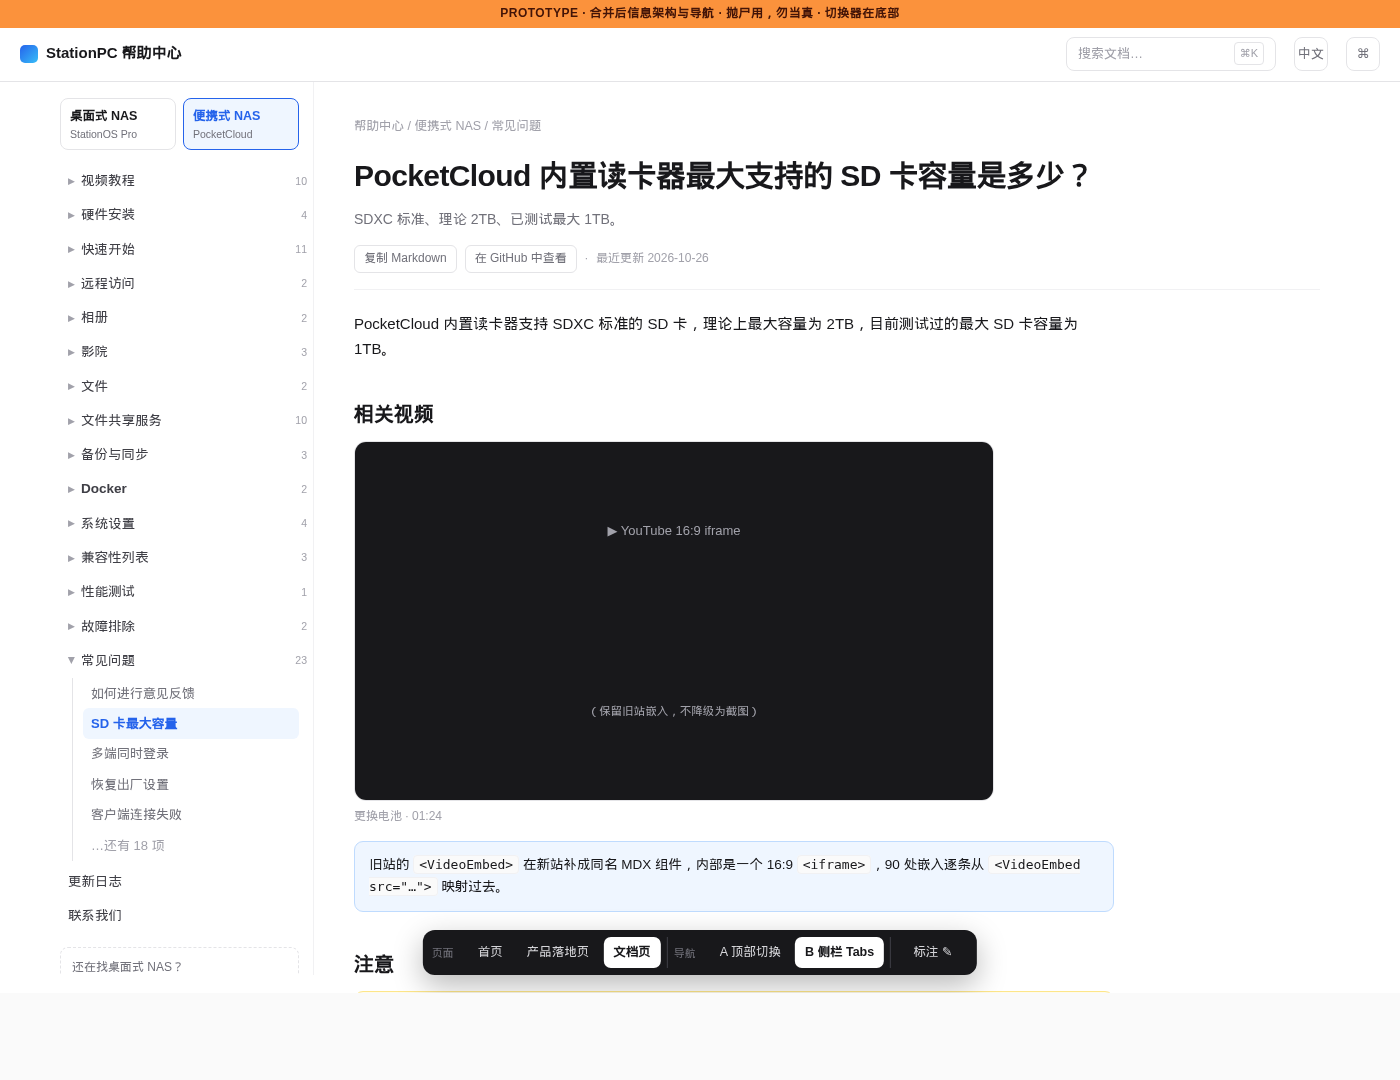 PROTOTYPE · 合并后信息架构与导航 · 抛尸用，勿当真 · 切换器在底部
StationPC 帮助中心
搜索文档…
⌘K
中文
⌘
桌面式 NAS
StationOS Pro
便携式 NAS
PocketCloud
▶ 视频教程 10
▶ 硬件安装 4
▶ 快速开始 11
▶ 远程访问 2
▶ 相册 2
▶ 影院 3
▶ 文件 2
▶ 文件共享服务 10
▶ 备份与同步 3
▶ Docker 2
▶ 系统设置 4
▶ 兼容性列表 3
▶ 性能测试 1
▶ 故障排除 2
▼ 常见问题 23
如何进行意见反馈
SD 卡最大容量
多端同时登录
恢复出厂设置
客户端连接失败
…还有 18 项
更新日志
联系我们
还在找桌面式 NAS？
帮助中心 / 便携式 NAS / 常见问题
PocketCloud 内置读卡器最大支持的 SD 卡容量是多少？
SDXC 标准、理论 2TB、已测试最大 1TB。
复制 Markdown
在 GitHub 中查看
· 最近更新 2026-10-26
PocketCloud 内置读卡器支持 SDXC 标准的 SD 卡，理论上最大容量为 2TB，目前测试过的最大 SD 卡容量为
1TB。
相关视频
▶ YouTube 16:9 iframe
（保留旧站嵌入，不降级为截图）
更换电池 · 01:24
旧站的 <VideoEmbed> 在新站补成同名 MDX 组件，内部是一个 16:9 <iframe>，90 处嵌入逐条从 <VideoEmbed
src="…"> 映射过去。
注意
页面
首页
产品落地页
文档页
导航
A 顶部切换
B 侧栏 Tabs
标注 ✎